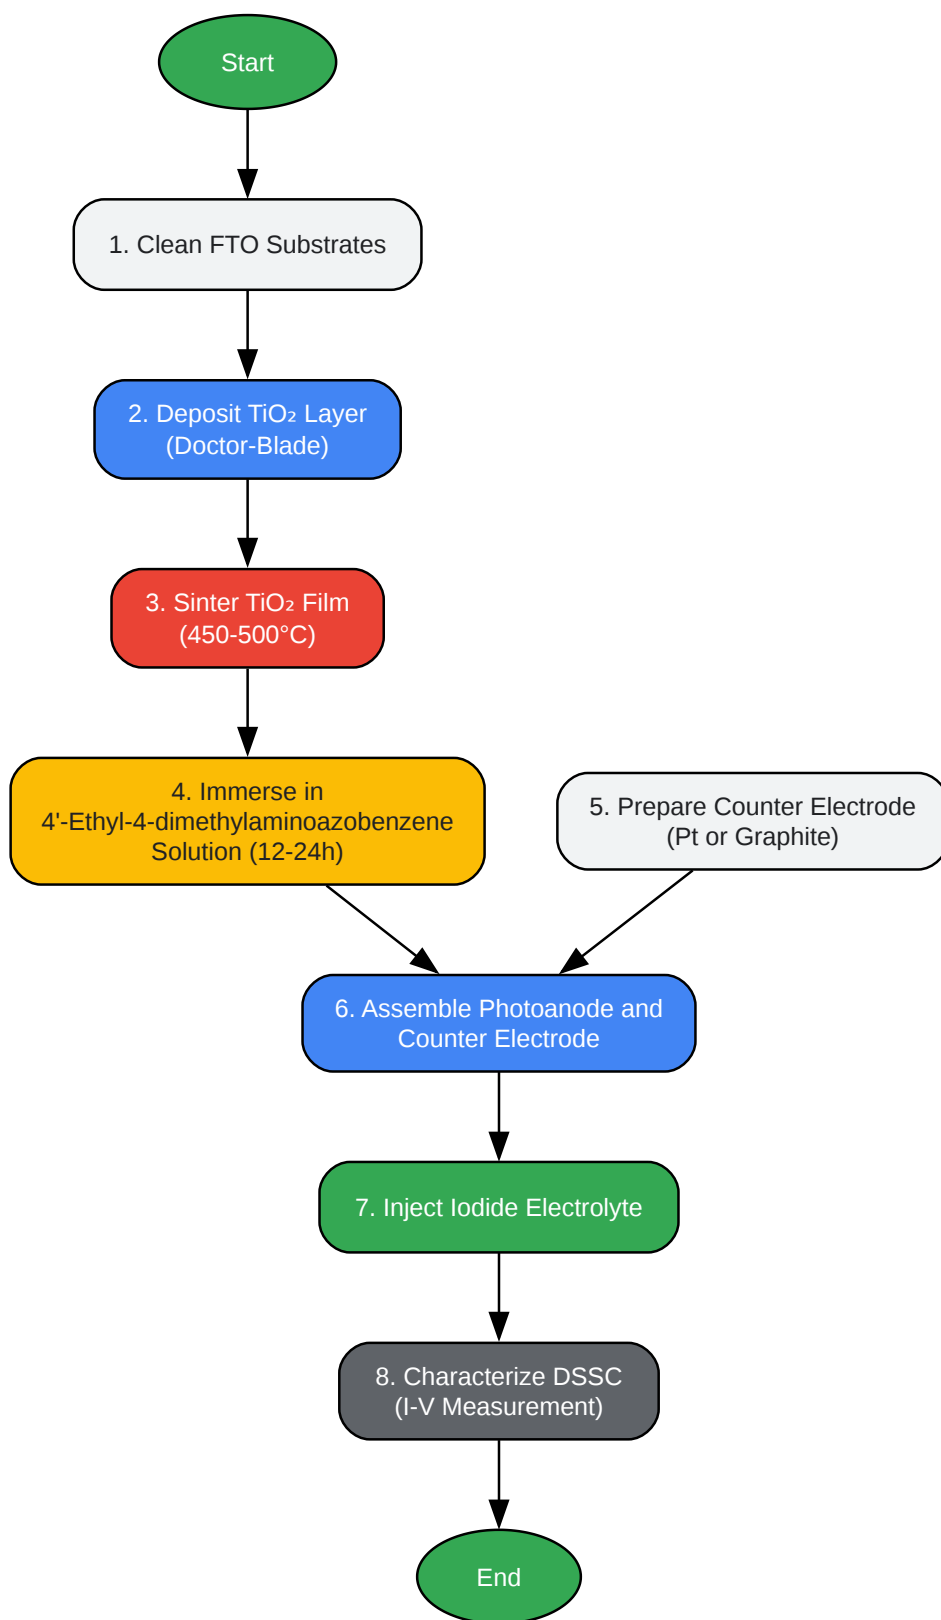 Start
1. Clean FTO Substrates
2. Deposit TiO₂ Layer
(Doctor-Blade)
3. Sinter TiO₂ Film
(450-500°C)
4. Immerse in
4'-Ethyl-4-dimethylaminoazobenzene
Solution (12-24h)
5. Prepare Counter Electrode
(Pt or Graphite)
6. Assemble Photoanode and
Counter Electrode
7. Inject Iodide Electrolyte
8. Characterize DSSC
(I-V Measurement)
End